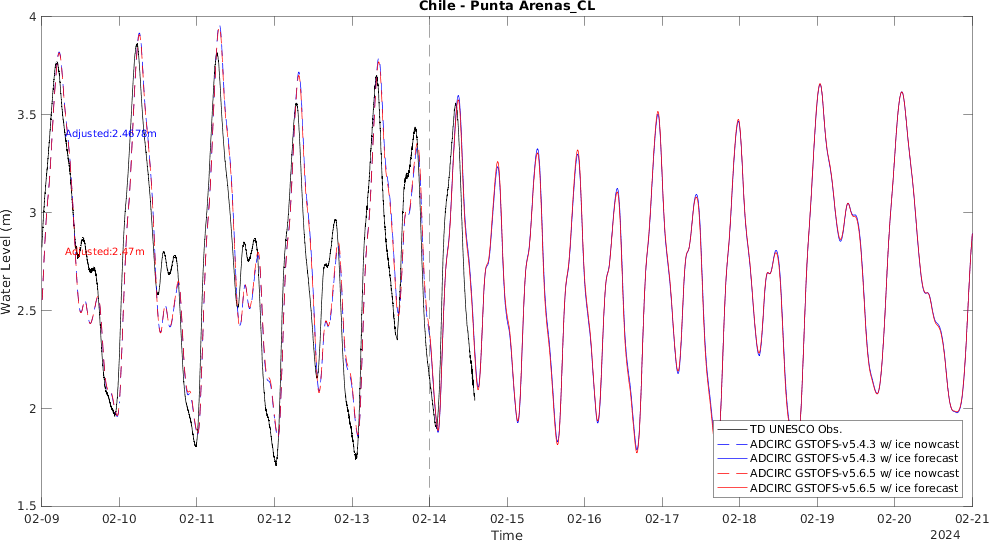 Chile - Punta Arenas_CL
Water Level (m)
4
3.5
3
2.5
2
1.5
Adjusted:2.4678m
Adjusted:2.47m
TD UNESCO Obs.
ADCIRC GSTOFS-v5.4.3 w/ ice nowcast
ADCIRC GSTOFS-v5.4.3 w/ ice forecast
ADCIRC GSTOFS-v5.6.5 w/ ice nowcast
ADCIRC GSTOFS-v5.6.5 w/ ice forecast
02-09 02-10 02-11 02-12 02-13 02-14 02-15 02-16 02-17 02-18 02-19 02-20 02-21
Time
2024